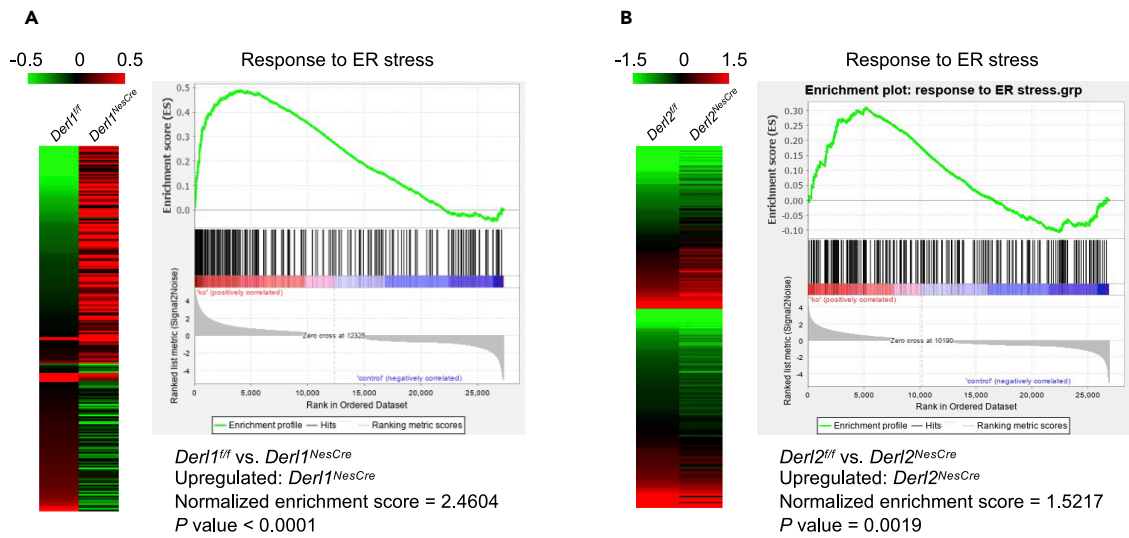 A
-0.5 0 0.5
Derl1f/f
Derl1NesCre
Response to ER stress
Enrichment score (ES)
0.5
0.4
0.3
0.2
0.1
0.0
'ko' (positively correlated)
Ranked list metric (Signal2Noise)
4
2
0
-2
-4
Zero cross at 12325
'control' (negatively correlated)
0 5,000 10,000 15,000 20,000 25,000
Rank in Ordered Dataset
Enrichment profile Hits Ranking metric scores
Derl1f/f vs. Derl1NesCre
Upregulated: Derl1NesCre
Normalized enrichment score = 2.4604
P value < 0.0001
B
-1.5 0 1.5
Derl2f/f
Derl2NesCre
Response to ER stress
Enrichment plot: response to ER stress.grp
Enrichment score (ES)
0.30
0.25
0.20
0.15
0.10
0.05
0.00
-0.05
-0.10
'ko' (positively correlated)
Ranked list metric (Signal2Noise)
4
2
0
-2
-4
Zero cross at 10190
'control' (negatively correlated)
0 5,000 10,000 15,000 20,000 25,000
Rank in Ordered Dataset
Enrichment profile Hits Ranking metric scores
Derl2f/f vs. Derl2NesCre
Upregulated: Derl2NesCre
Normalized enrichment score = 1.5217
P value = 0.0019